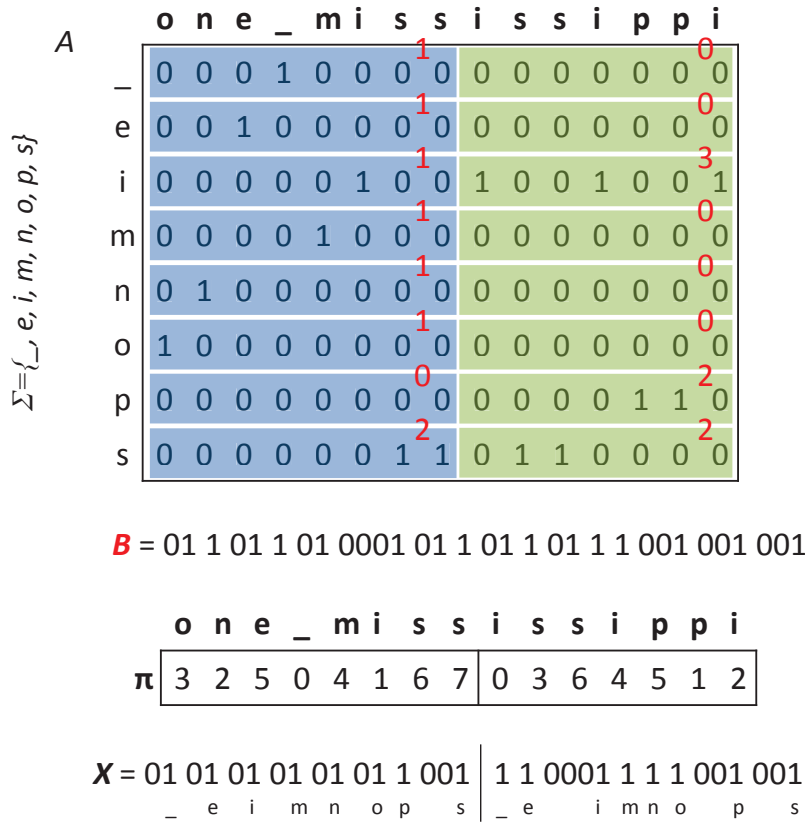 o n e _ m i s s i s s i p p i
A
Σ={_, e, i, m, n, o, p, s}
1 0
_ 0 0 0 1 0 0 0 0 0 0 0 0 0 0 0
1 0
e 0 0 1 0 0 0 0 0 0 0 0 0 0 0 0
1 3
i 0 0 0 0 0 1 0 0 1 0 0 1 0 0 1
1 0
m 0 0 0 0 1 0 0 0 0 0 0 0 0 0 0
1 0
n 0 1 0 0 0 0 0 0 0 0 0 0 0 0 0
1 0
o 1 0 0 0 0 0 0 0 0 0 0 0 0 0 0
0 2
p 0 0 0 0 0 0 0 0 0 0 0 0 1 1 0
2 2
s 0 0 0 0 0 0 1 1 0 1 1 0 0 0 0
B = 01 1 01 1 01 0001 01 1 01 1 01 1 1 001 001 001
o n e _ m i s s i s s i p p i
π 3 2 5 0 4 1 6 7 0 3 6 4 5 1 2
X = 01 01 01 01 01 01 1 001 1 1 0001 1 1 1 001 001
_ e i m n o p s _ e i m n o p s